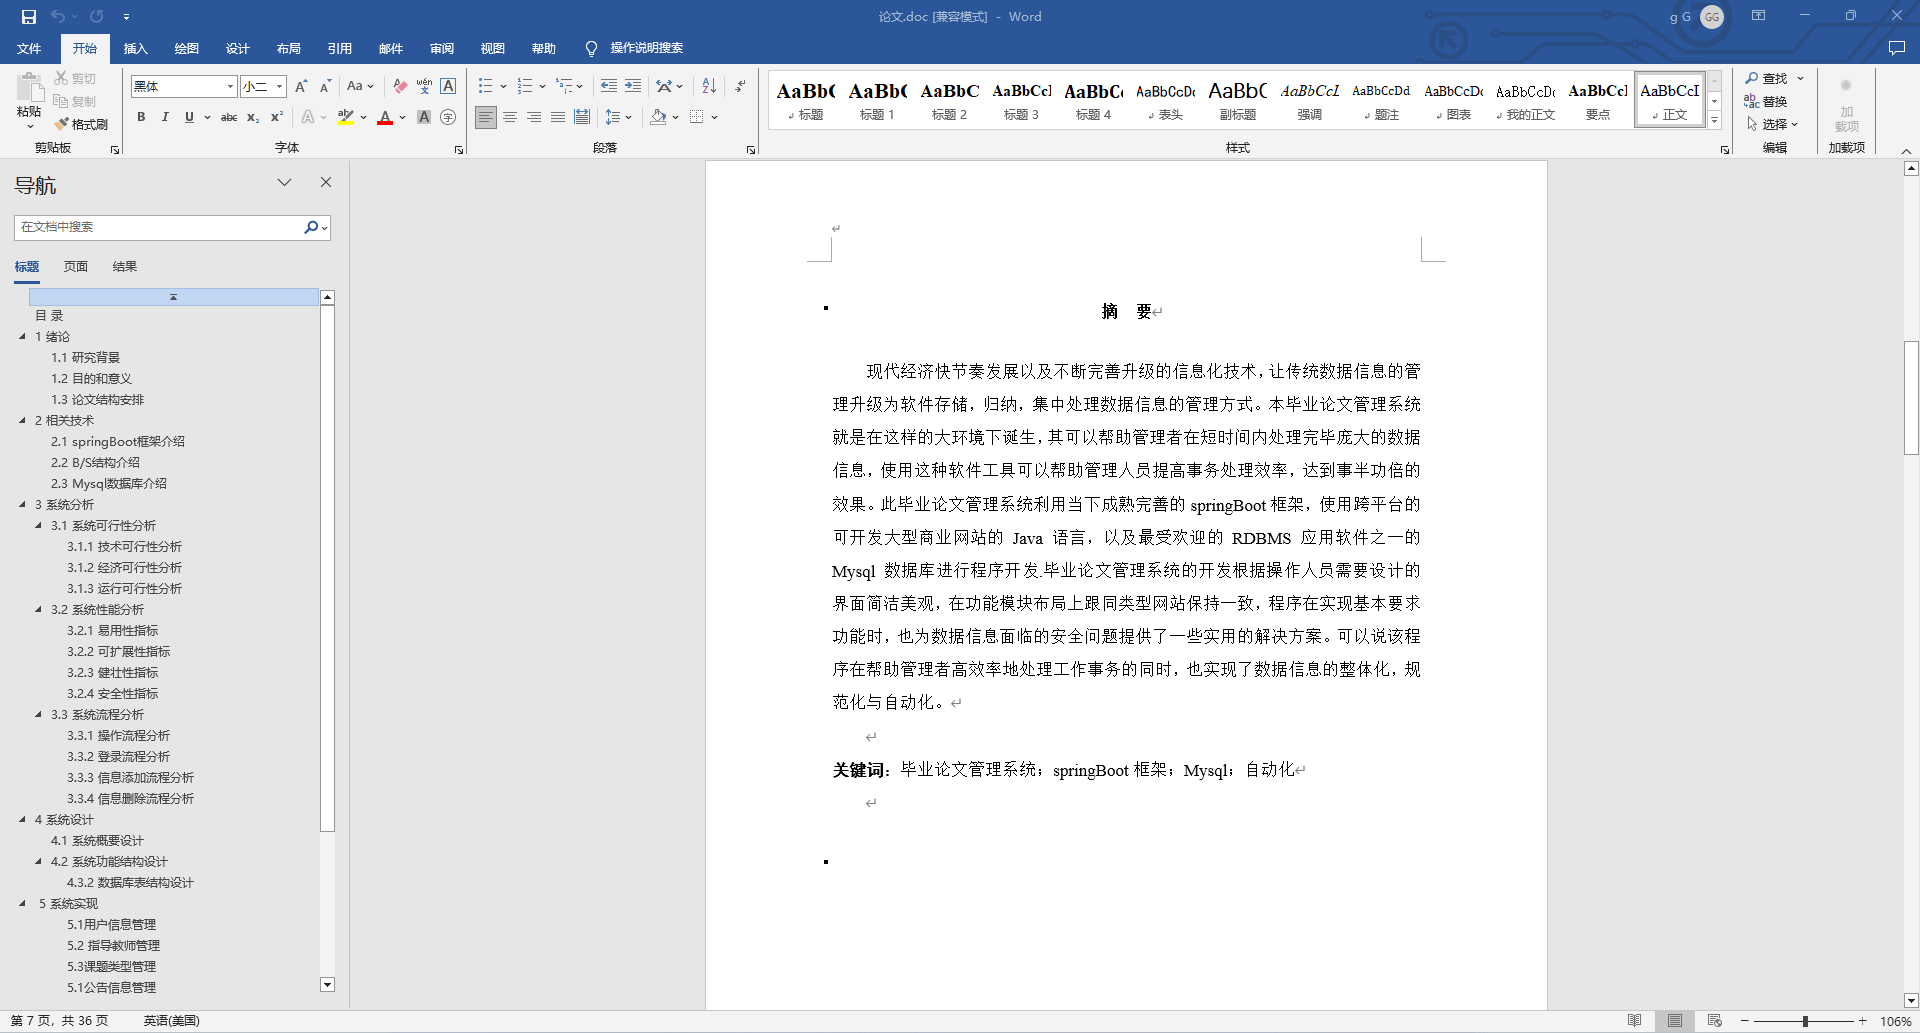 论文.doc [兼容模式] - Word
g G GG
文件 开始 插入 绘图 设计 布局 引用 邮件 审阅 视图 帮助 操作说明搜索
粘贴 剪切 复制 格式刷 剪贴板
黑体 小二 A A Aa wén 文 A
B I U abc x₂ x² A aby A A 字 字体
段落
AaBbC 标题
AaBbC 标题 1
AaBbC 标题 2
AaBbCcI 标题 3
AaBbCc 标题 4
AaBbCcDc 表头
AaBbC 副标题
AaBbCcL 强调
AaBbCcDd 题注
AaBbCcDc 图表
AaBbCcDc 我的正文
AaBbCcI 要点
AaBbCcI 正文
样式
查找 替换 选择 编辑
加载项 加载项
导航
在文档中搜索
标题 页面 结果
目 录
1 绪论
1.1 研究背景
1.2 目的和意义
1.3 论文结构安排
2 相关技术
2.1 springBoot框架介绍
2.2 B/S结构介绍
2.3 Mysql数据库介绍
3 系统分析
3.1 系统可行性分析
3.1.1 技术可行性分析
3.1.2 经济可行性分析
3.1.3 运行可行性分析
3.2 系统性能分析
3.2.1 易用性指标
3.2.2 可扩展性指标
3.2.3 健壮性指标
3.2.4 安全性指标
3.3 系统流程分析
3.3.1 操作流程分析
3.3.2 登录流程分析
3.3.3 信息添加流程分析
3.3.4 信息删除流程分析
4 系统设计
4.1 系统概要设计
4.2 系统功能结构设计
4.3.2 数据库表结构设计
5 系统实现
5.1用户信息管理
5.2 指导教师管理
5.3课题类型管理
5.1公告信息管理
摘 要
现代经济快节奏发展以及不断完善升级的信息化技术，让传统数据信息的管
理升级为软件存储，归纳，集中处理数据信息的管理方式。本毕业论文管理系统
就是在这样的大环境下诞生，其可以帮助管理者在短时间内处理完毕庞大的数据
信息，使用这种软件工具可以帮助管理人员提高事务处理效率，达到事半功倍的
效果。此毕业论文管理系统利用当下成熟完善的 springBoot 框架，使用跨平台的
可开发大型商业网站的 Java 语言，以及最受欢迎的 RDBMS 应用软件之一的
Mysql 数据库进行程序开发.毕业论文管理系统的开发根据操作人员需要设计的
界面简洁美观，在功能模块布局上跟同类型网站保持一致，程序在实现基本要求
功能时，也为数据信息面临的安全问题提供了一些实用的解决方案。可以说该程
序在帮助管理者高效率地处理工作事务的同时，也实现了数据信息的整体化，规
范化与自动化。
关键词：毕业论文管理系统；springBoot 框架；Mysql；自动化
第 7 页，共 36 页 英语(美国) 106%